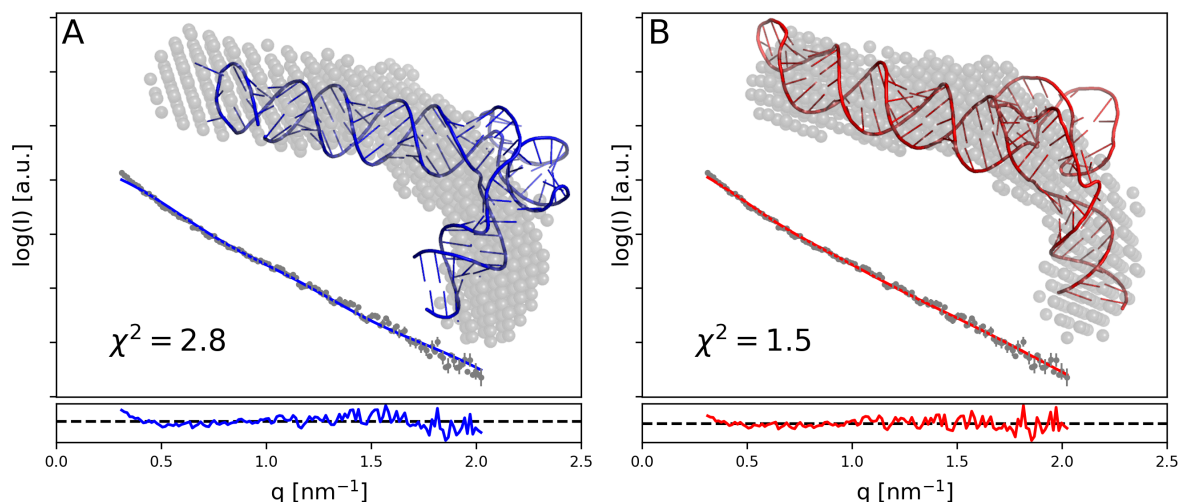 A
log(I) [a.u.]
χ² = 2.8
0.0 0.5 1.0 1.5 2.0 2.5
q [nm⁻¹]
B
log(I) [a.u.]
χ² = 1.5
0.0 0.5 1.0 1.5 2.0 2.5
q [nm⁻¹]